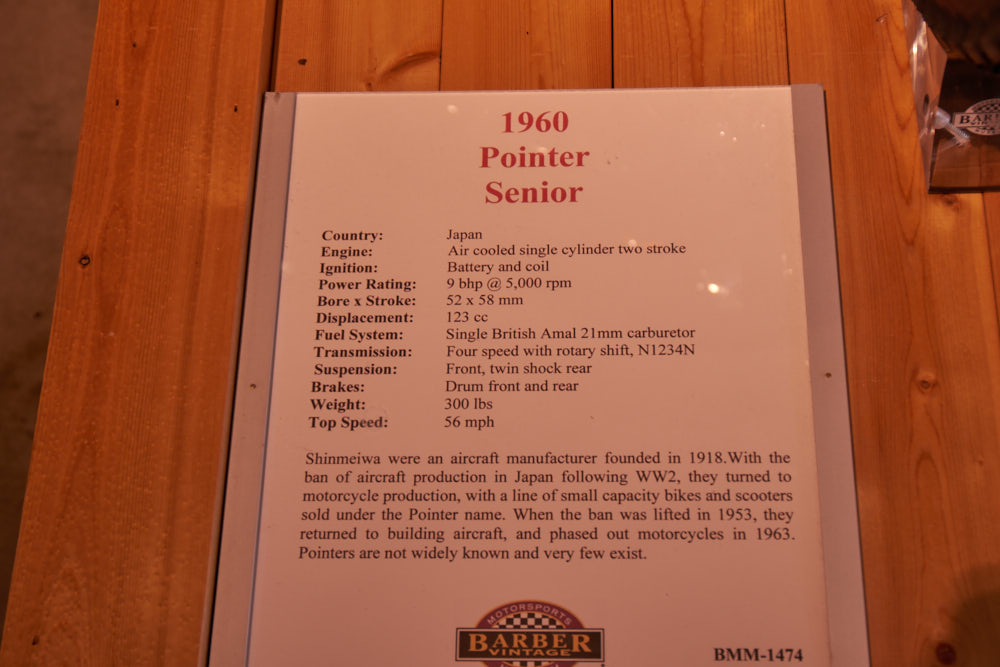 1960
Pointer
Senior
Country: Japan
Engine: Air cooled single cylinder two stroke
Ignition: Battery and coil
Power Rating: 9 bhp @ 5,000 rpm
Bore x Stroke: 52 x 58 mm
Displacement: 123 cc
Fuel System: Single British Amal 21mm carburetor
Transmission: Four speed with rotary shift, N1234N
Suspension: Front, twin shock rear
Brakes: Drum front and rear
Weight: 300 lbs
Top Speed: 56 mph
Shinmeiwa were an aircraft manufacturer founded in 1918.With the
ban of aircraft production in Japan following WW2, they turned to
motorcycle production, with a line of small capacity bikes and scooters
sold under the Pointer name. When the ban was lifted in 1953, they
returned to building aircraft, and phased out motorcycles in 1963.
Pointers are not widely known and very few exist.
MOTORSPORTS
BARBER
VINTAGE
BMM-1474